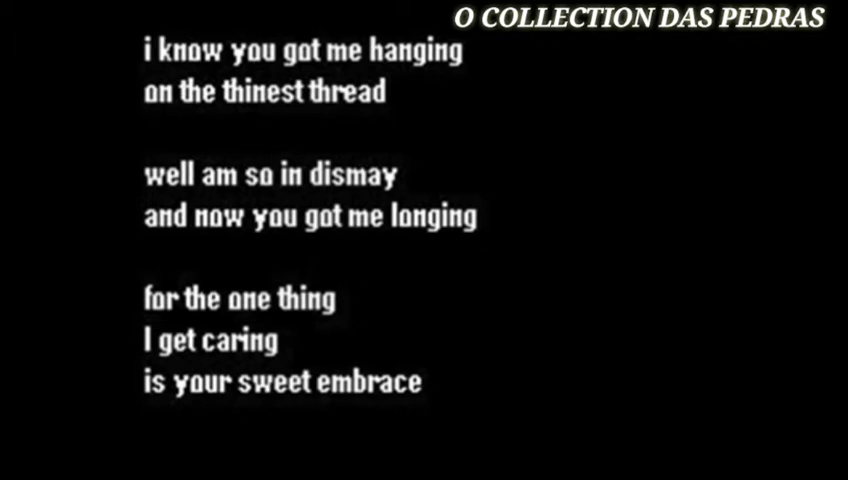 O COLLECTION DAS PEDRAS
i know you got me hanging
on the thinest thread
well am so in dismay
and now you got me longing
for the one thing
I get caring
is your sweet embrace